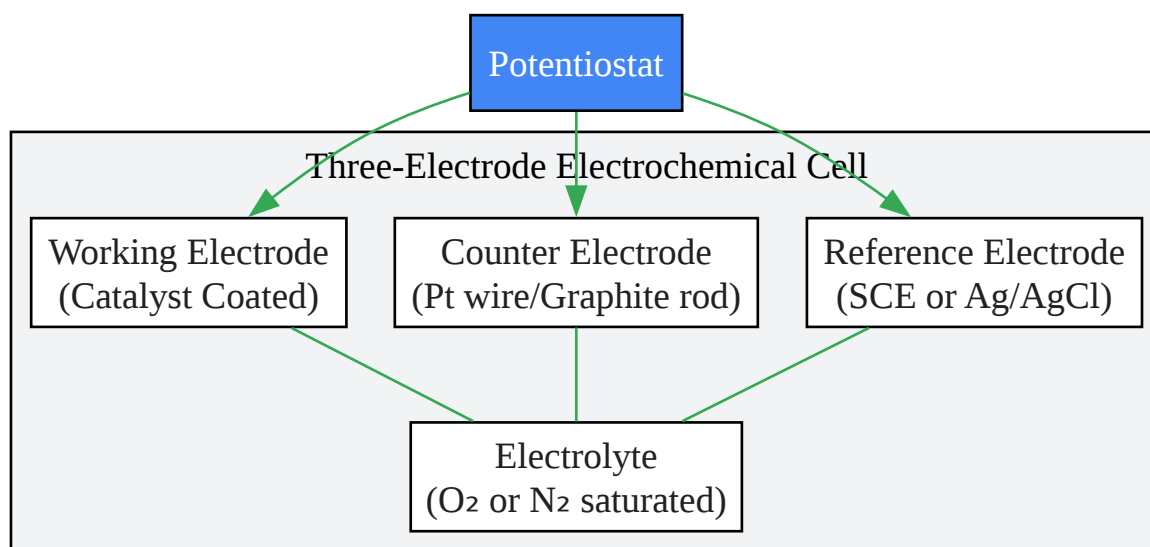 Potentiostat
Three-Electrode Electrochemical Cell
Working Electrode
(Catalyst Coated)
Counter Electrode
(Pt wire/Graphite rod)
Reference Electrode
(SCE or Ag/AgCl)
Electrolyte
(O₂ or N₂ saturated)